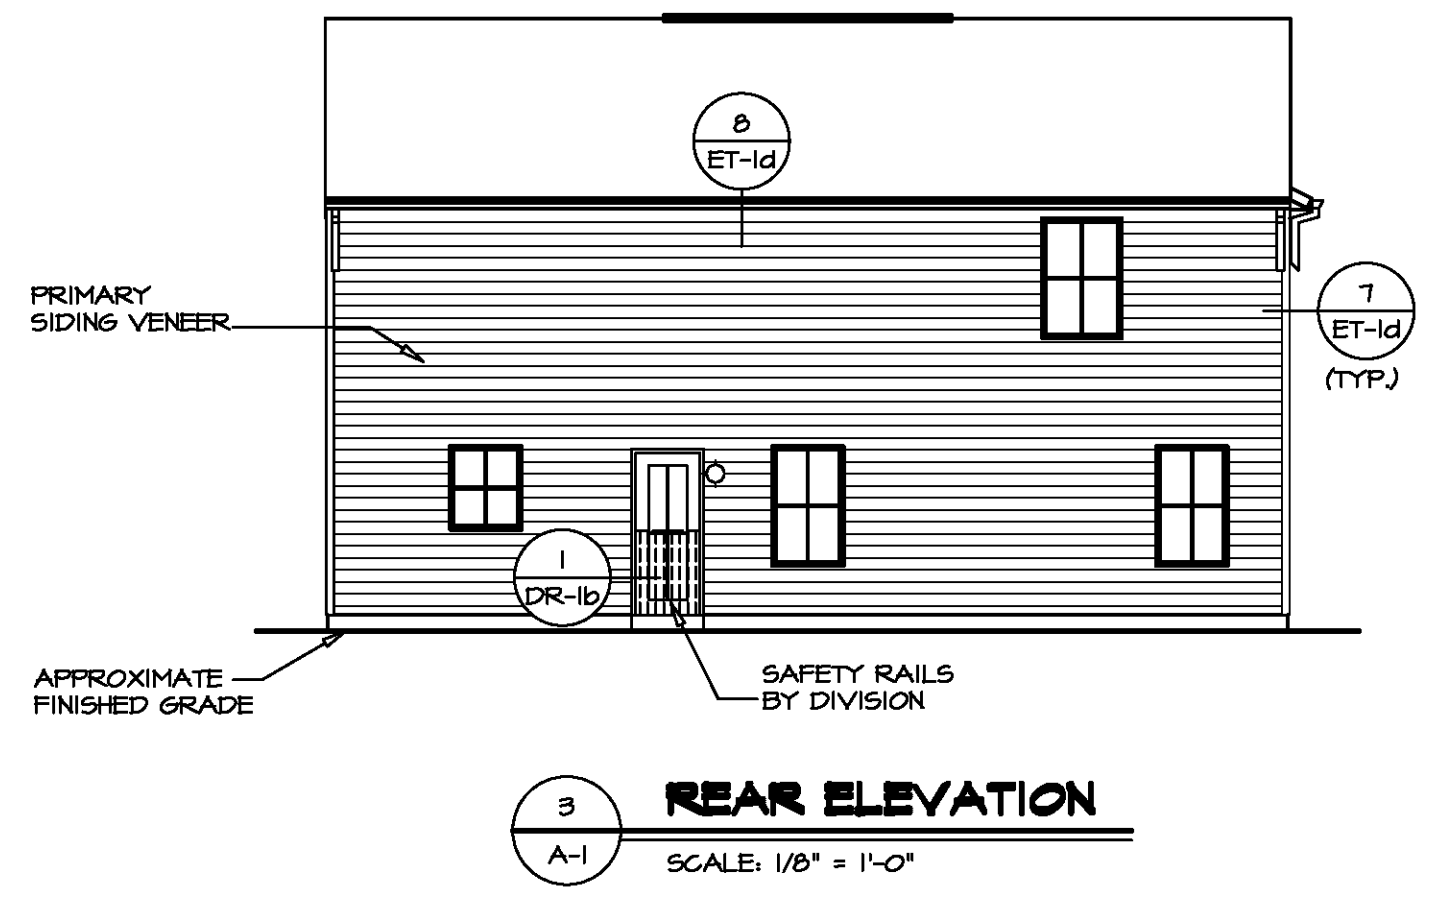 8
ET-1d
PRIMARY
SIDING VENEER
7
ET-1d
(TYP.)
1
DR-1b
APPROXIMATE
FINISHED GRADE
SAFETY RAILS
BY DIVISION
3
A-1
REAR ELEVATION
SCALE: 1/8" = 1'-0"